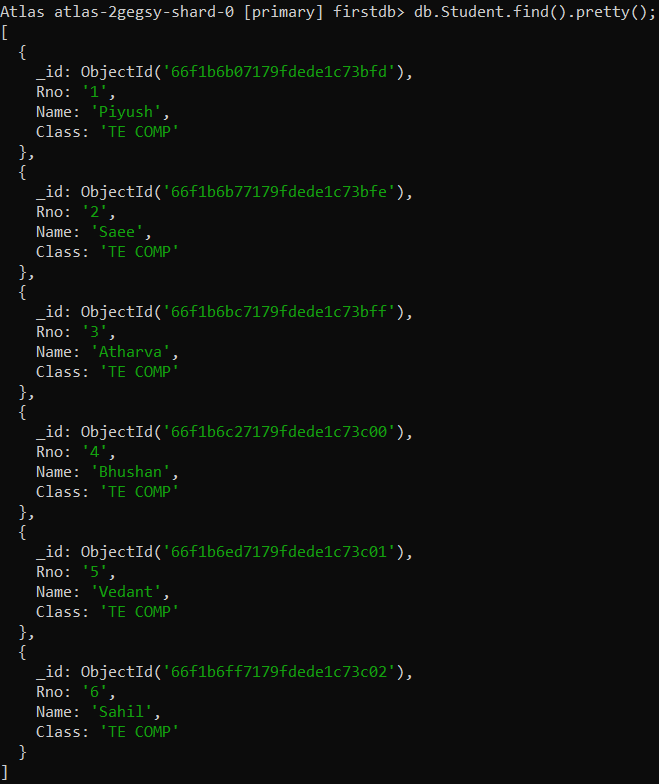 Atlas atlas-2gegsy-shard-0 [primary] firstdb> db.Student.find().pretty();
[
  {
    _id: ObjectId('66f1b6b07179fdede1c73bfd'),
    Rno: '1',
    Name: 'Piyush',
    Class: 'TE COMP'
  },
  {
    _id: ObjectId('66f1b6b77179fdede1c73bfe'),
    Rno: '2',
    Name: 'Saee',
    Class: 'TE COMP'
  },
  {
    _id: ObjectId('66f1b6bc7179fdede1c73bff'),
    Rno: '3',
    Name: 'Atharva',
    Class: 'TE COMP'
  },
  {
    _id: ObjectId('66f1b6c27179fdede1c73c00'),
    Rno: '4',
    Name: 'Bhushan',
    Class: 'TE COMP'
  },
  {
    _id: ObjectId('66f1b6ed7179fdede1c73c01'),
    Rno: '5',
    Name: 'Vedant',
    Class: 'TE COMP'
  },
  {
    _id: ObjectId('66f1b6ff7179fdede1c73c02'),
    Rno: '6',
    Name: 'Sahil',
    Class: 'TE COMP'
  }
]